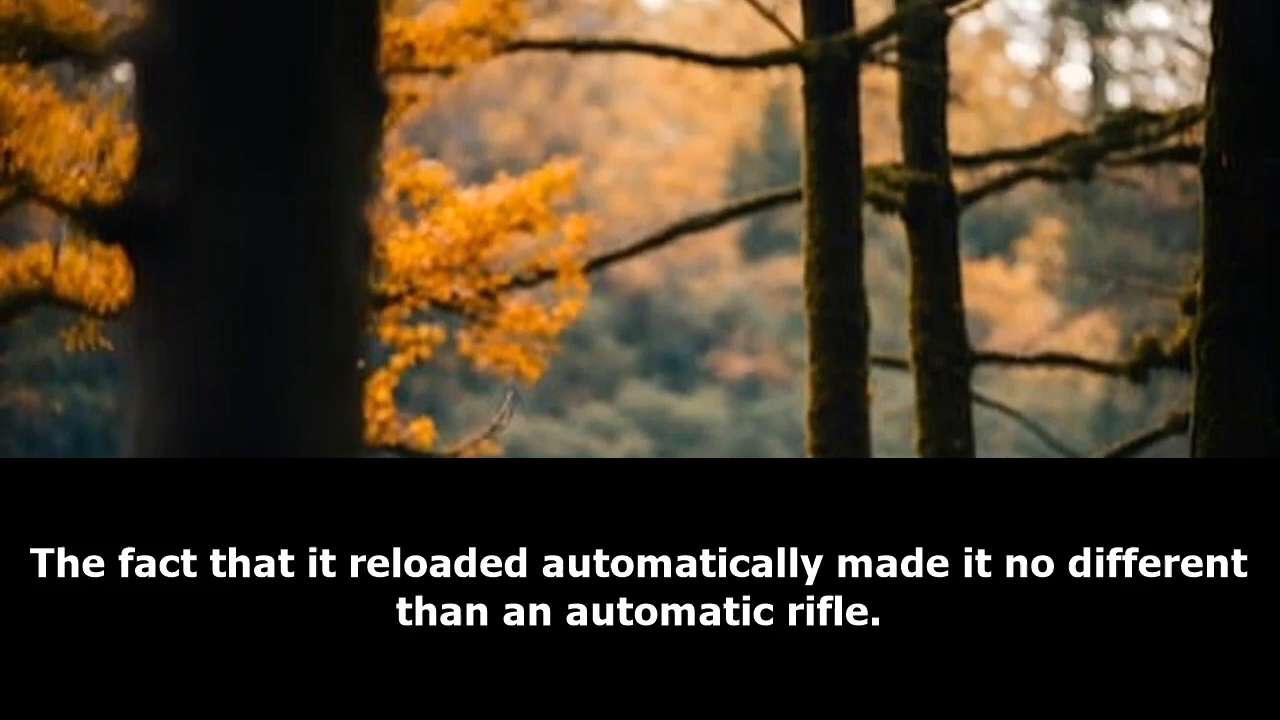 The fact that it reloaded automatically made it no different
than an automatic rifle.